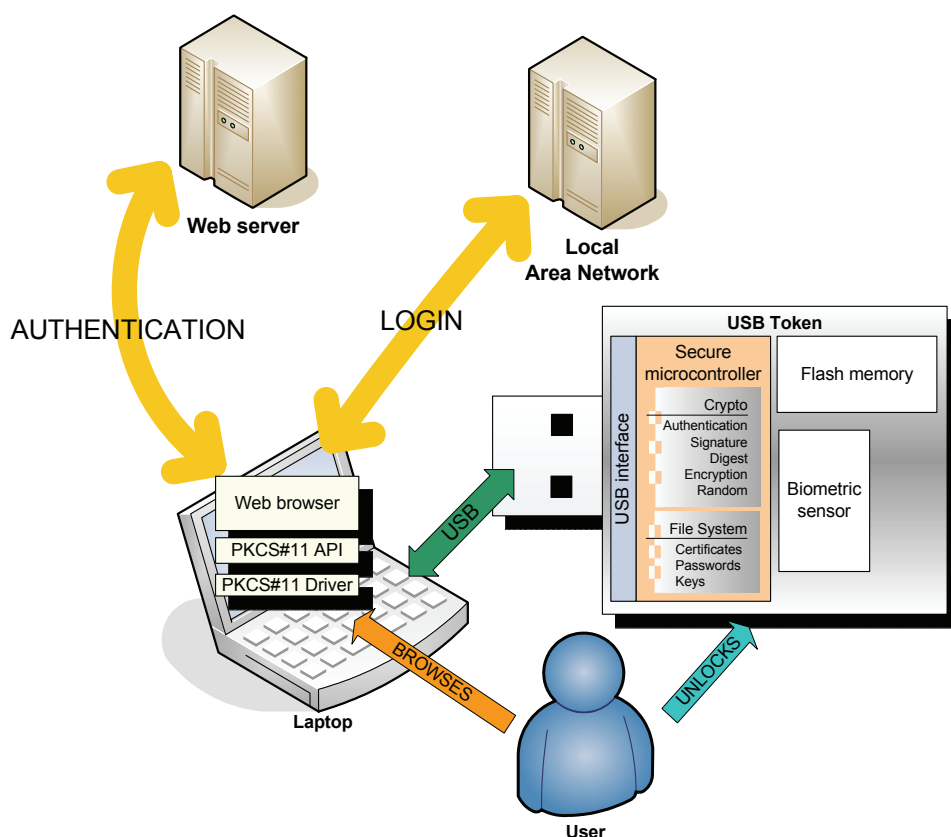 Web server
Local
Area Network
AUTHENTICATION
LOGIN
USB Token
USB interface
Secure
microcontroller
Crypto
Authentication
Signature
Digest
Encryption
Random
File System
Certificates
Passwords
Keys
Flash memory
Biometric
sensor
Web browser
PKCS#11 API
PKCS#11 Driver
USB
BROWSES
UNLOCKS
Laptop
User